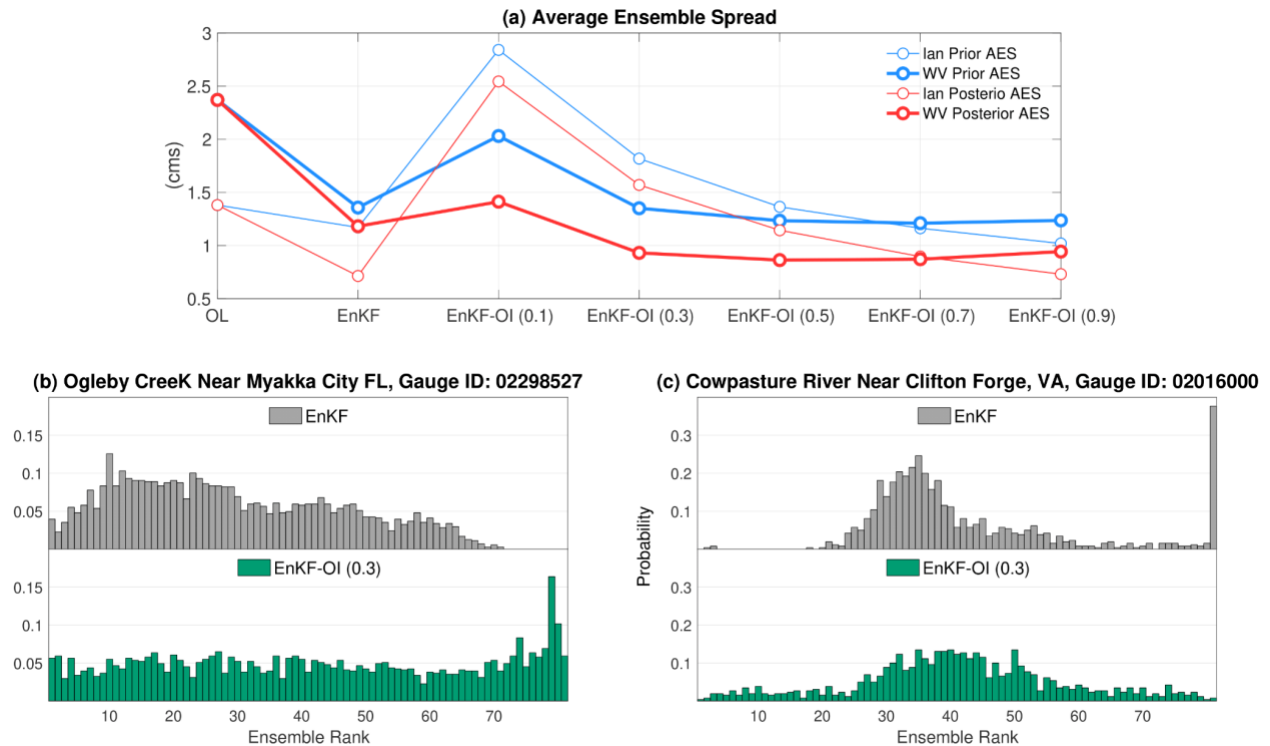 (a) Average Ensemble Spread
3
2.5
2
1.5
1
0.5
(cms)
Ian Prior AES
WV Prior AES
Ian Posterio AES
WV Posterior AES
OL EnKF EnKF-OI (0.1) EnKF-OI (0.3) EnKF-OI (0.5) EnKF-OI (0.7) EnKF-OI (0.9)
(b) Ogleby CreeK Near Myakka City FL, Gauge ID: 02298527
EnKF
0.15
0.1
0.05
EnKF-OI (0.3)
0.15
0.1
0.05
10 20 30 40 50 60 70
Ensemble Rank
(c) Cowpasture River Near Clifton Forge, VA, Gauge ID: 02016000
EnKF
0.3
0.2
0.1
Probability
EnKF-OI (0.3)
0.3
0.2
0.1
10 20 30 40 50 60 70
Ensemble Rank